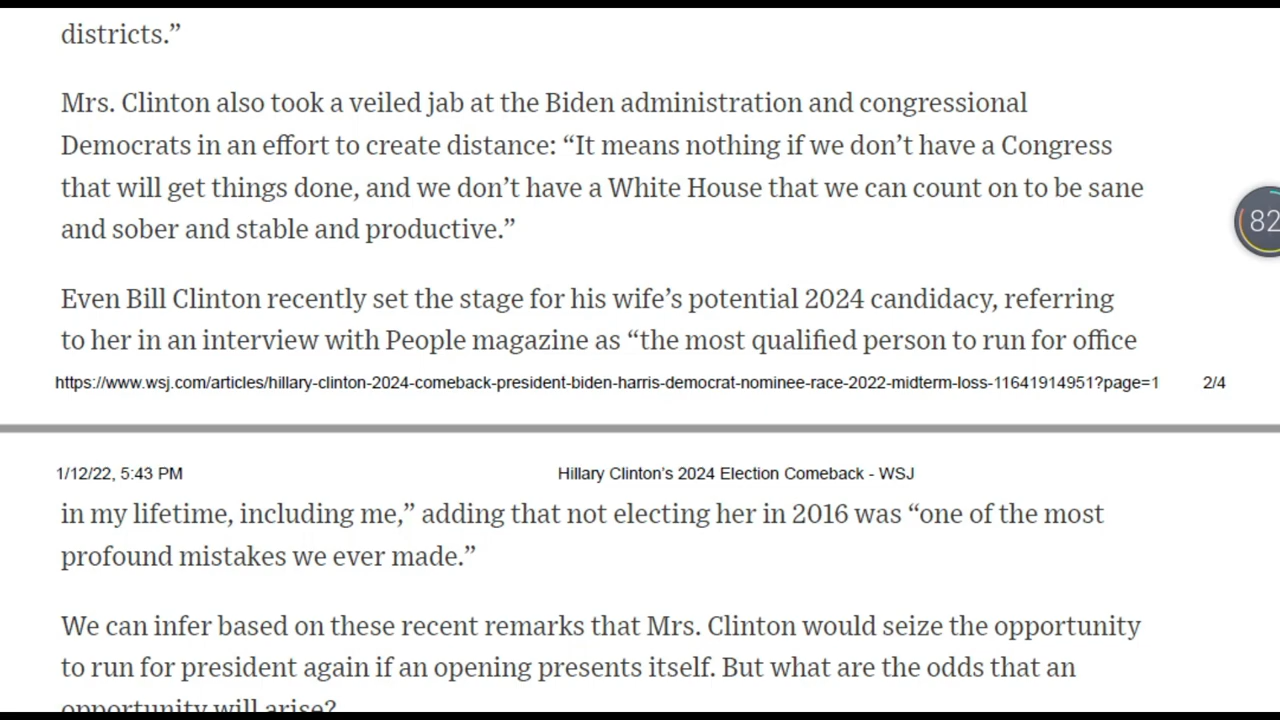 districts.”
Mrs. Clinton also took a veiled jab at the Biden administration and congressional
Democrats in an effort to create distance: “It means nothing if we don’t have a Congress
that will get things done, and we don’t have a White House that we can count on to be sane
and sober and stable and productive.”
82
Even Bill Clinton recently set the stage for his wife’s potential 2024 candidacy, referring
to her in an interview with People magazine as “the most qualified person to run for office
https://www.wsj.com/articles/hillary-clinton-2024-comeback-president-biden-harris-democrat-nominee-race-2022-midterm-loss-11641914951?page=1 2/4
1/12/22, 5:43 PM Hillary Clinton’s 2024 Election Comeback - WSJ
in my lifetime, including me,” adding that not electing her in 2016 was “one of the most
profound mistakes we ever made.”
We can infer based on these recent remarks that Mrs. Clinton would seize the opportunity
to run for president again if an opening presents itself. But what are the odds that an
opportunity will arise?